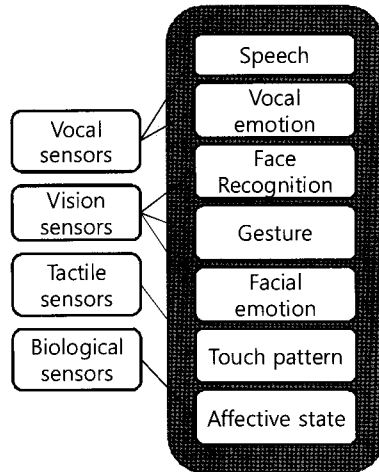 Vocal
sensors
Vision
sensors
Tactile
sensors
Biological
sensors
Speech
Vocal
emotion
Face
Recognition
Gesture
Facial
emotion
Touch pattern
Affective state